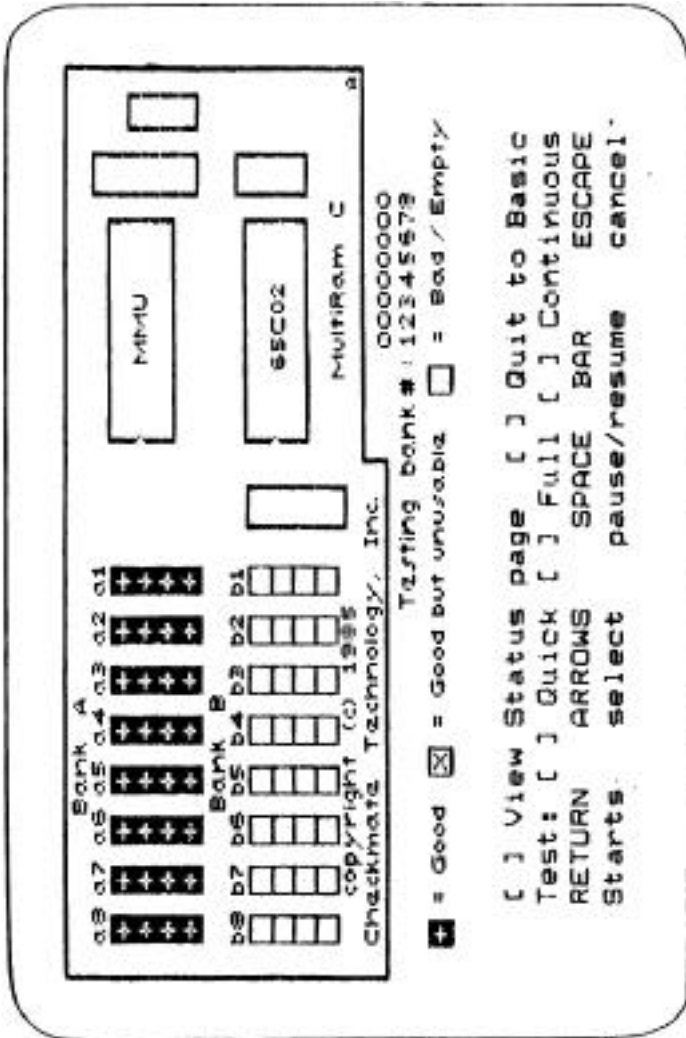 Bank A
a8 a7 a6 a5 a4 a3 a2 a1
MMU
Bank B
b8 b7 b6 b5 b4 b3 b2 b1
65C02
copyright (c) 1985
MultiRam C
a
Checkmate Technology, Inc.
00000000
Testing bank #:12345678
= Good = Good but unusable = Bad / Empty
[ ] View Status page [ ] Quit to Basic
Test: [ ] Quick [ ] Full [ ] Continuous
RETURN ARROWS SPACE BAR ESCAPE
Starts select pause/resume cancel